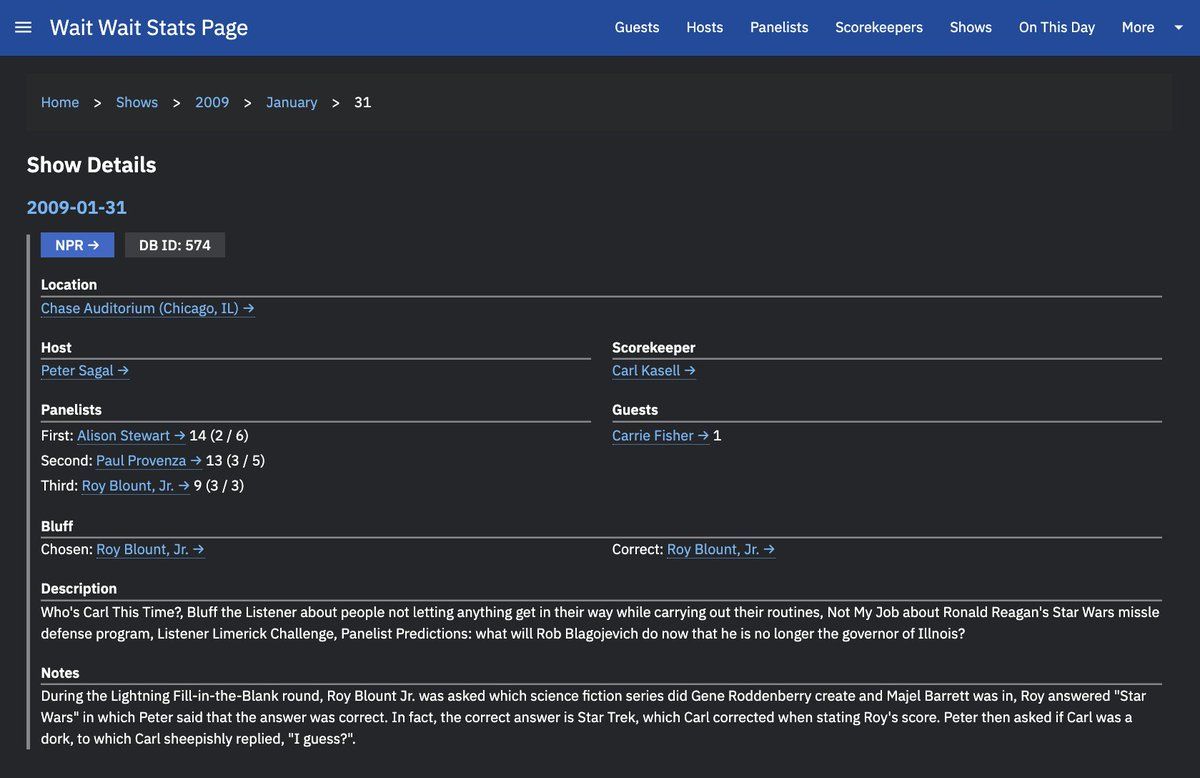 Wait Wait Stats Page
Guests Hosts Panelists Scorekeepers Shows On This Day More
Home > Shows > 2009 > January > 31
Show Details
2009-01-31
NPR → DB ID: 574
Location
Chase Auditorium (Chicago, IL) →
Host
Peter Sagal →
Scorekeeper
Carl Kasell →
Panelists
First: Alison Stewart → 14 (2 / 6)
Second: Paul Provenza → 13 (3 / 5)
Third: Roy Blount, Jr. → 9 (3 / 3)
Guests
Carrie Fisher → 1
Bluff
Chosen: Roy Blount, Jr. →
Correct: Roy Blount, Jr. →
Description
Who's Carl This Time?, Bluff the Listener about people not letting anything get in their way while carrying out their routines, Not My Job about Ronald Reagan's Star Wars missle
defense program, Listener Limerick Challenge, Panelist Predictions: what will Rob Blagojevich do now that he is no longer the governor of Illnois?
Notes
During the Lightning Fill-in-the-Blank round, Roy Blount Jr. was asked which science fiction series did Gene Roddenberry create and Majel Barrett was in, Roy answered "Star
Wars" in which Peter said that the answer was correct. In fact, the correct answer is Star Trek, which Carl corrected when stating Roy's score. Peter then asked if Carl was a
dork, to which Carl sheepishly replied, "I guess?".